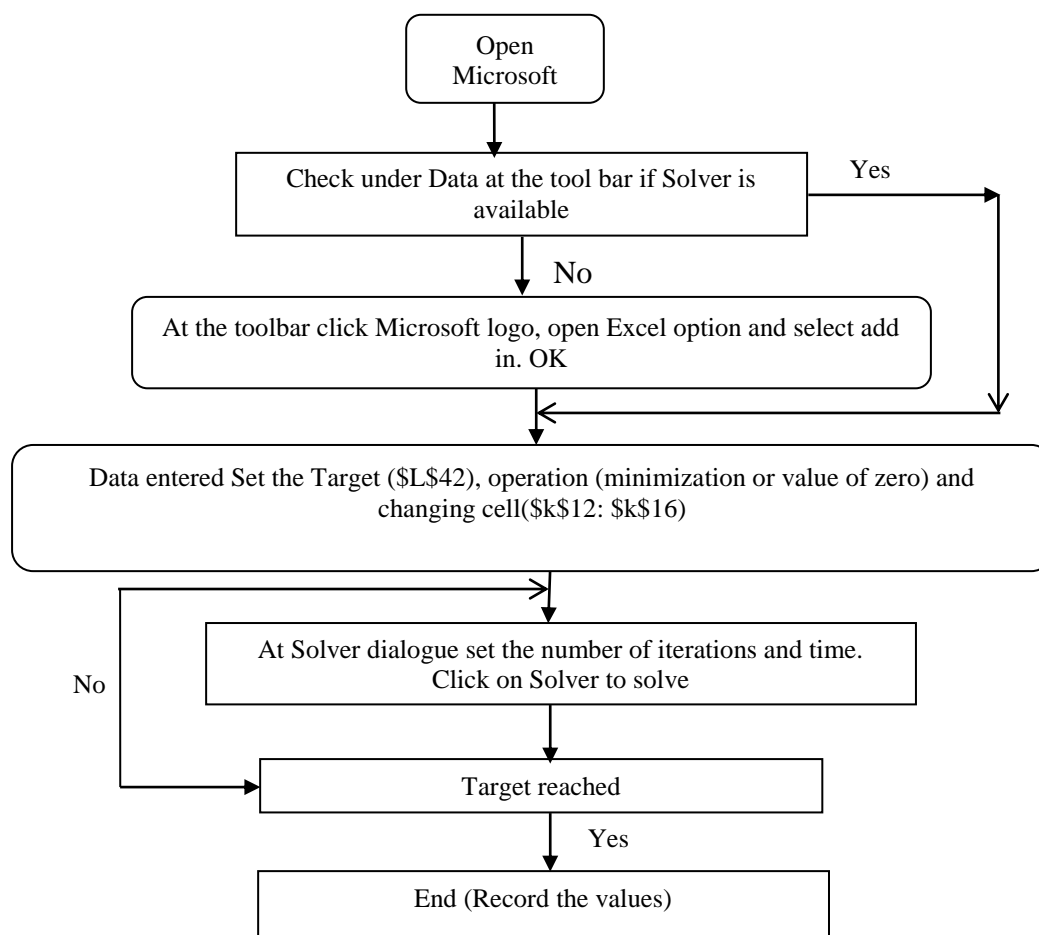 Open
Microsoft
Check under Data at the tool bar if Solver is
available
Yes
No
At the toolbar click Microsoft logo, open Excel option and select add
in. OK
Data entered Set the Target ($L$42), operation (minimization or value of zero) and
changing cell($k$12: $k$16)
At Solver dialogue set the number of iterations and time.
Click on Solver to solve
No
Target reached
Yes
End (Record the values)